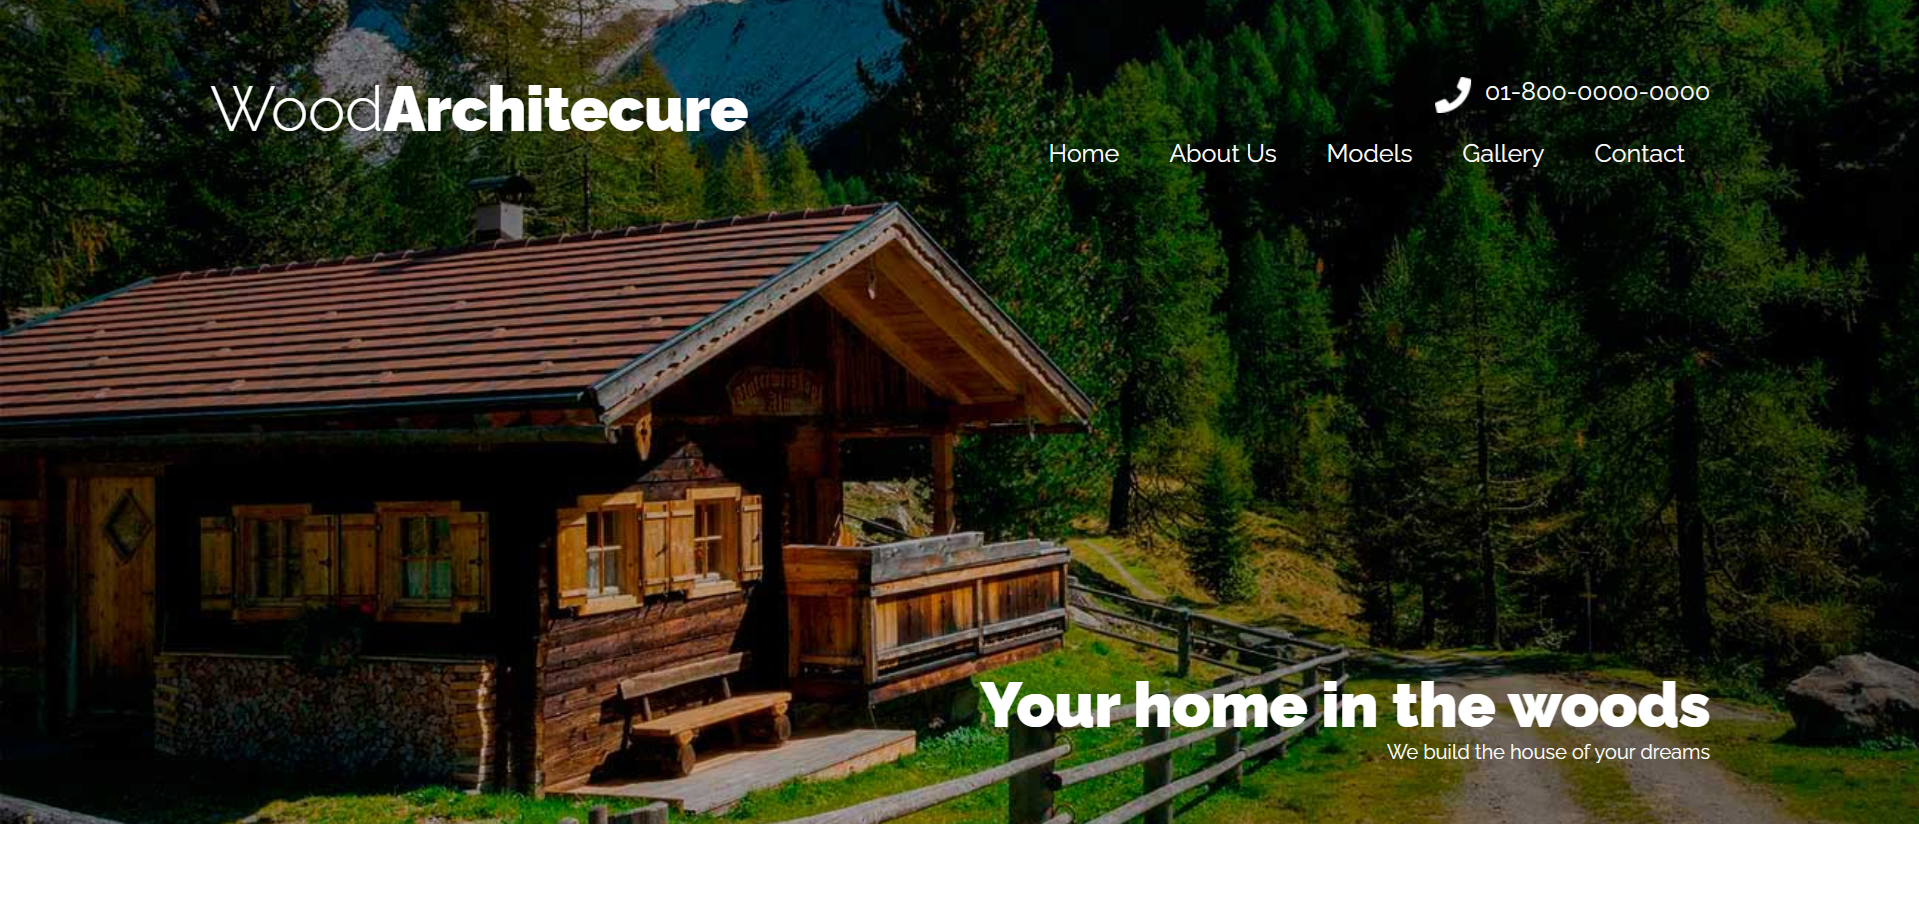 WoodArchitecure
01-800-0000-0000
Home About Us Models Gallery Contact
Your home in the woods
We build the house of your dreams